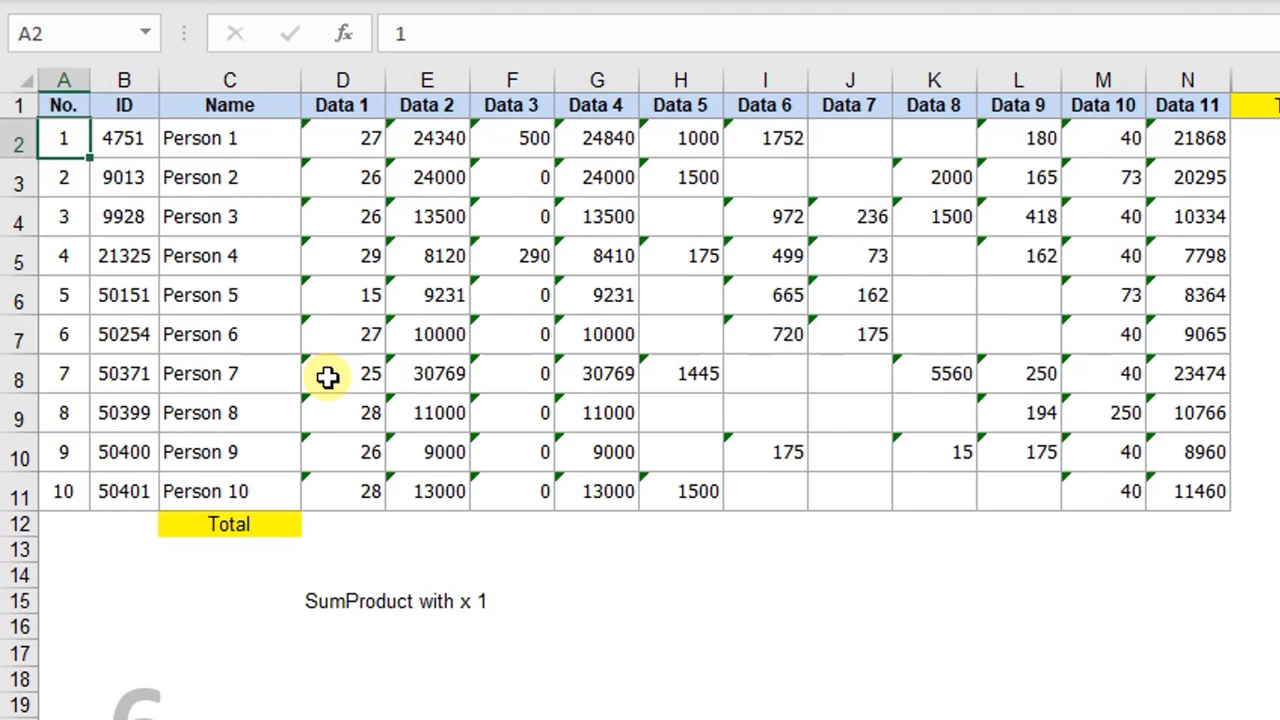 A2 fx 1
A B C D E F G H I J K L M N
1 No. ID Name Data 1 Data 2 Data 3 Data 4 Data 5 Data 6 Data 7 Data 8 Data 9 Data 10 Data 11
2 1 4751 Person 1 27 24340 500 24840 1000 1752 180 40 21868
3 2 9013 Person 2 26 24000 0 24000 1500 2000 165 73 20295
4 3 9928 Person 3 26 13500 0 13500 972 236 1500 418 40 10334
5 4 21325 Person 4 29 8120 290 8410 175 499 73 162 40 7798
6 5 50151 Person 5 15 9231 0 9231 665 162 73 8364
7 6 50254 Person 6 27 10000 0 10000 720 175 40 9065
8 7 50371 Person 7 25 30769 0 30769 1445 5560 250 40 23474
9 8 50399 Person 8 28 11000 0 11000 194 250 10766
10 9 50400 Person 9 26 9000 0 9000 175 15 175 40 8960
11 10 50401 Person 10 28 13000 0 13000 1500 40 11460
12 Total
13
14
15 SumProduct with x 1
16
17
18
19